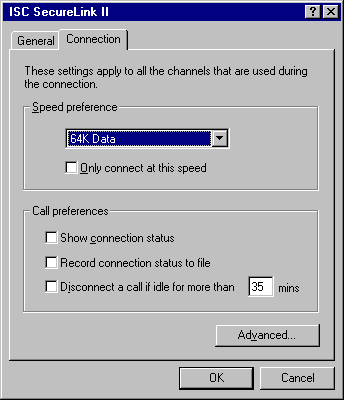 ISC SecureLink II
General
Connection
These settings apply to all the channels that are used during
the connection.
Speed preference
64K Data
Only connect at this speed
Call preferences
Show connection status
Record connection status to file
Disconnect a call if idle for more than 35 mins
Advanced...
OK
Cancel